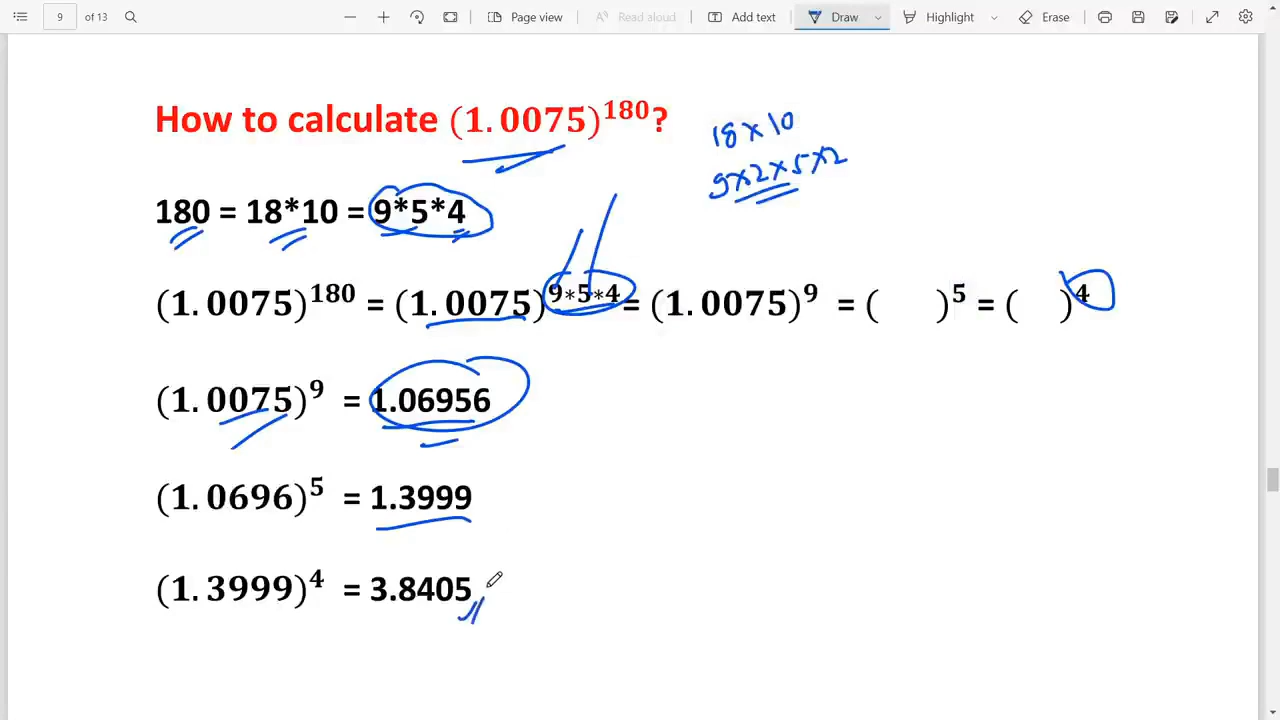 9 of 13 Page view Read aloud Add text Draw Highlight Erase
How to calculate (1.0075)^180?
18×10
9×2×5×2
180 = 18*10 = 9*5*4
(1.0075)^180 = (1.0075)^9*5*4 = (1.0075)^9 = ( )^5 = ( )^4
(1.0075)^9 = 1.06956
(1.0696)^5 = 1.3999
(1.3999)^4 = 3.8405